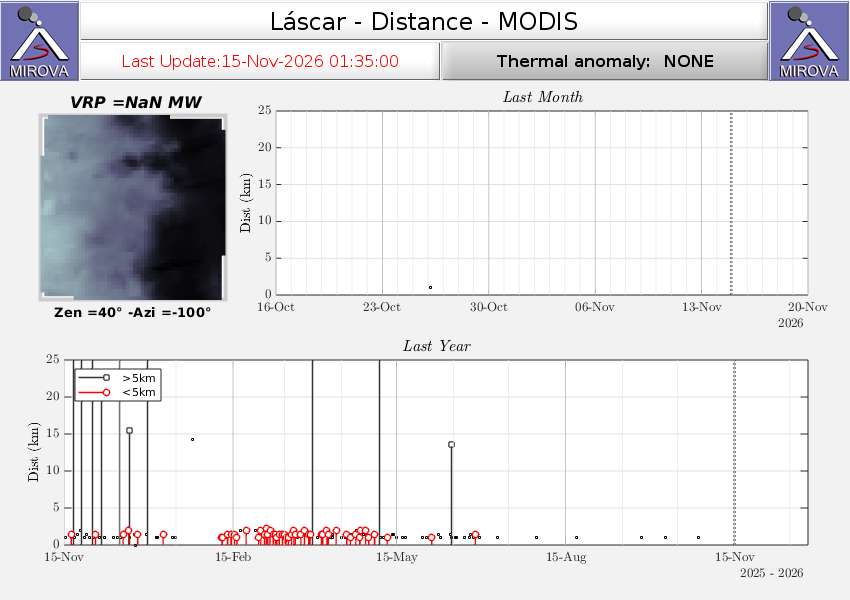 Láscar - Distance - MODIS
MIROVA
Last Update:15-Nov-2026 01:35:00
Thermal anomaly: NONE
MIROVA
VRP =NaN MW
Zen =40° -Azi =-100°
Last Month
Dist (km)
25
20
15
10
5
0
16-Oct 23-Oct 30-Oct 06-Nov 13-Nov 20-Nov
2026
Last Year
Dist (km)
25
20
15
10
5
0
>5km
<5km
15-Nov 15-Feb 15-May 15-Aug 15-Nov
2025 - 2026